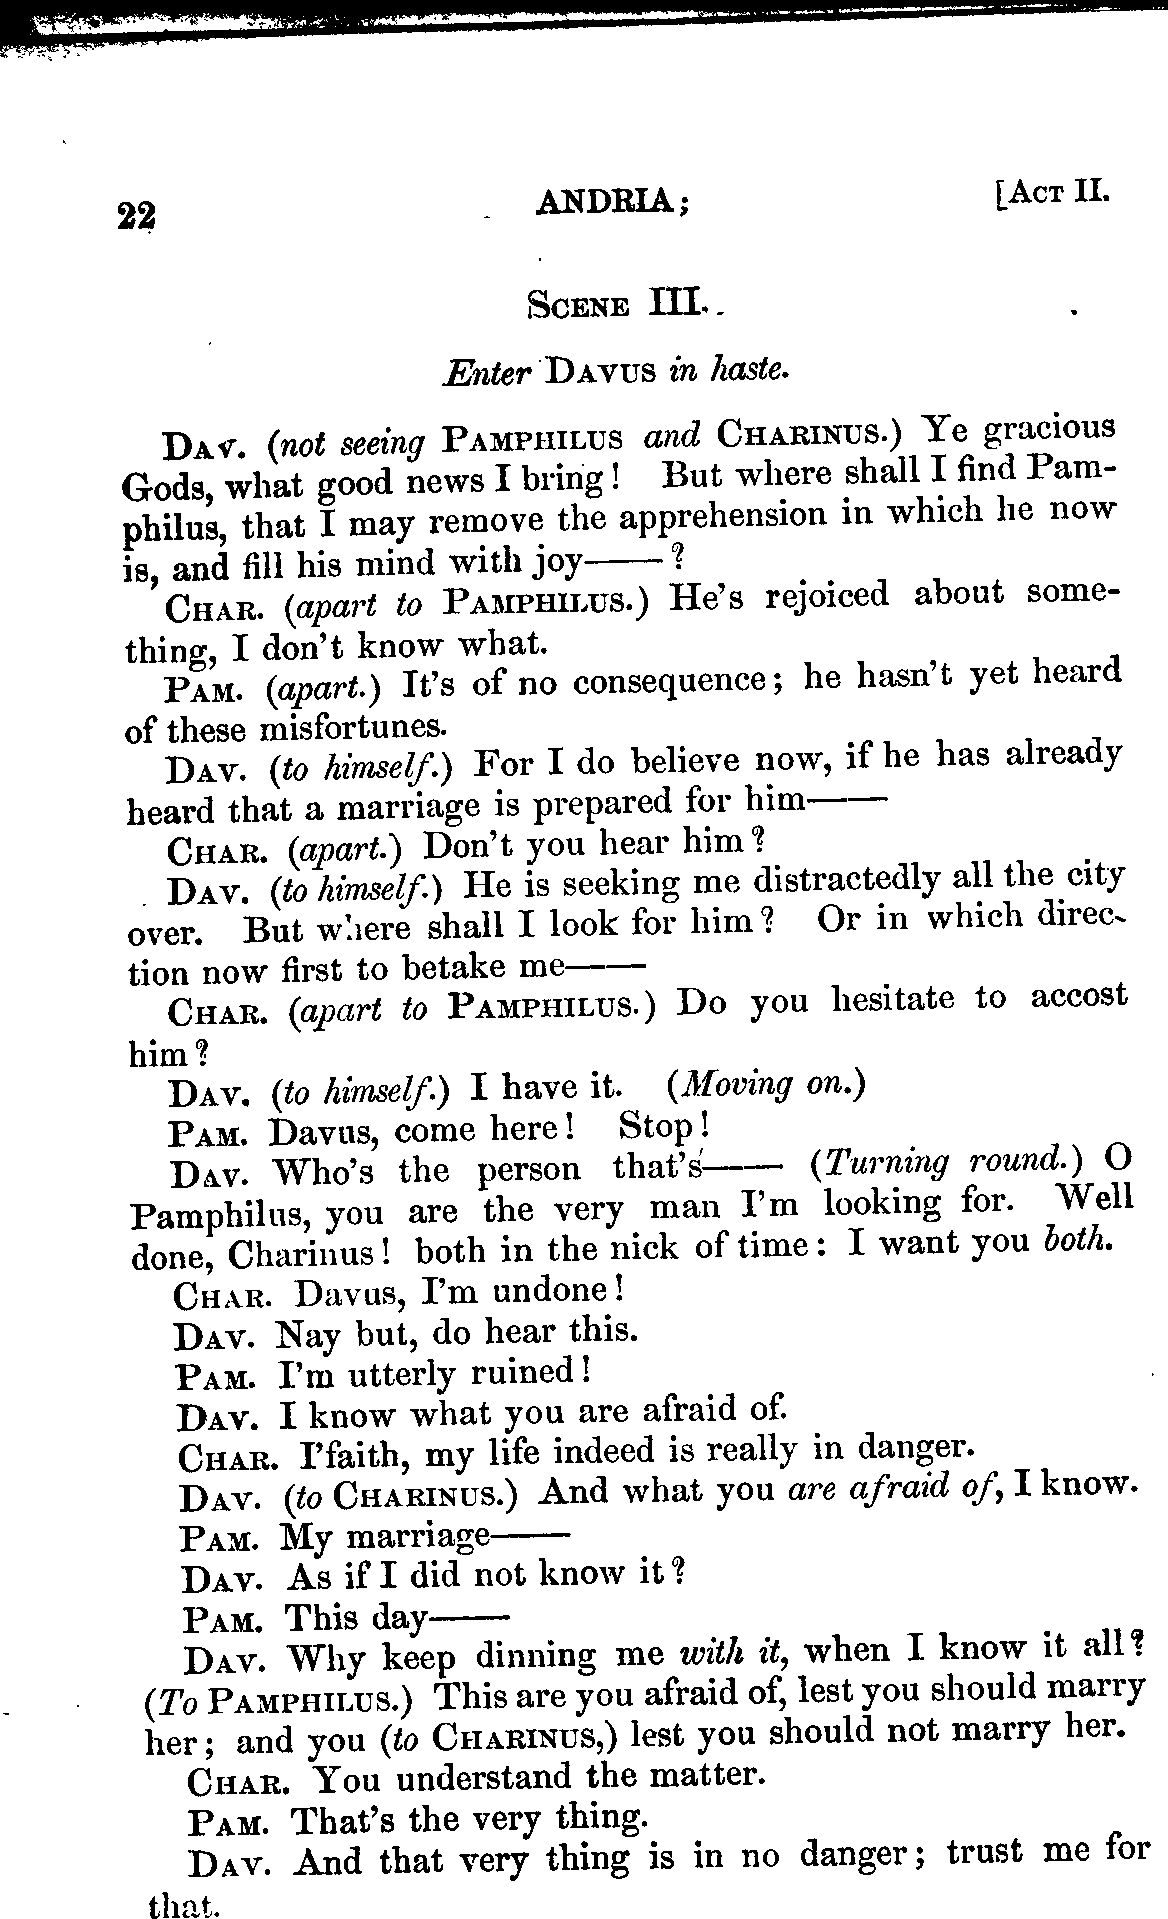 22 ANDRIA; [ACT II.
SCENE III.
Enter DAVUS in haste.
DAV. (not seeing PAMPHILUS and CHARINUS.) Ye gracious
Gods, what good news I bring! But where shall I find Pam-
philus, that I may remove the apprehension in which he now
is, and fill his mind with joy——?
CHAR. (apart to PAMPHILUS.) He's rejoiced about some-
thing, I don't know what.
PAM. (apart.) It's of no consequence; he hasn't yet heard
of these misfortunes.
DAV. (to himself.) For I do believe now, if he has already
heard that a marriage is prepared for him——
CHAR. (apart.) Don't you hear him?
DAV. (to himself.) He is seeking me distractedly all the city
over. But where shall I look for him? Or in which direc-
tion now first to betake me——
CHAR. (apart to PAMPHILUS.) Do you hesitate to accost
him?
DAV. (to himself.) I have it. (Moving on.)
PAM. Davus, come here! Stop!
DAV. Who's the person that's—— (Turning round.) O
Pamphilus, you are the very man I'm looking for. Well
done, Charinus! both in the nick of time: I want you both.
CHAR. Davus, I'm undone!
DAV. Nay but, do hear this.
PAM. I'm utterly ruined!
DAV. I know what you are afraid of.
CHAR. I'faith, my life indeed is really in danger.
DAV. (to CHARINUS.) And what you are afraid of, I know.
PAM. My marriage——
DAV. As if I did not know it?
PAM. This day——
DAV. Why keep dinning me with it, when I know it all?
(To PAMPHILUS.) This are you afraid of, lest you should marry
her; and you (to CHARINUS,) lest you should not marry her.
CHAR. You understand the matter.
PAM. That's the very thing.
DAV. And that very thing is in no danger; trust me for
that.